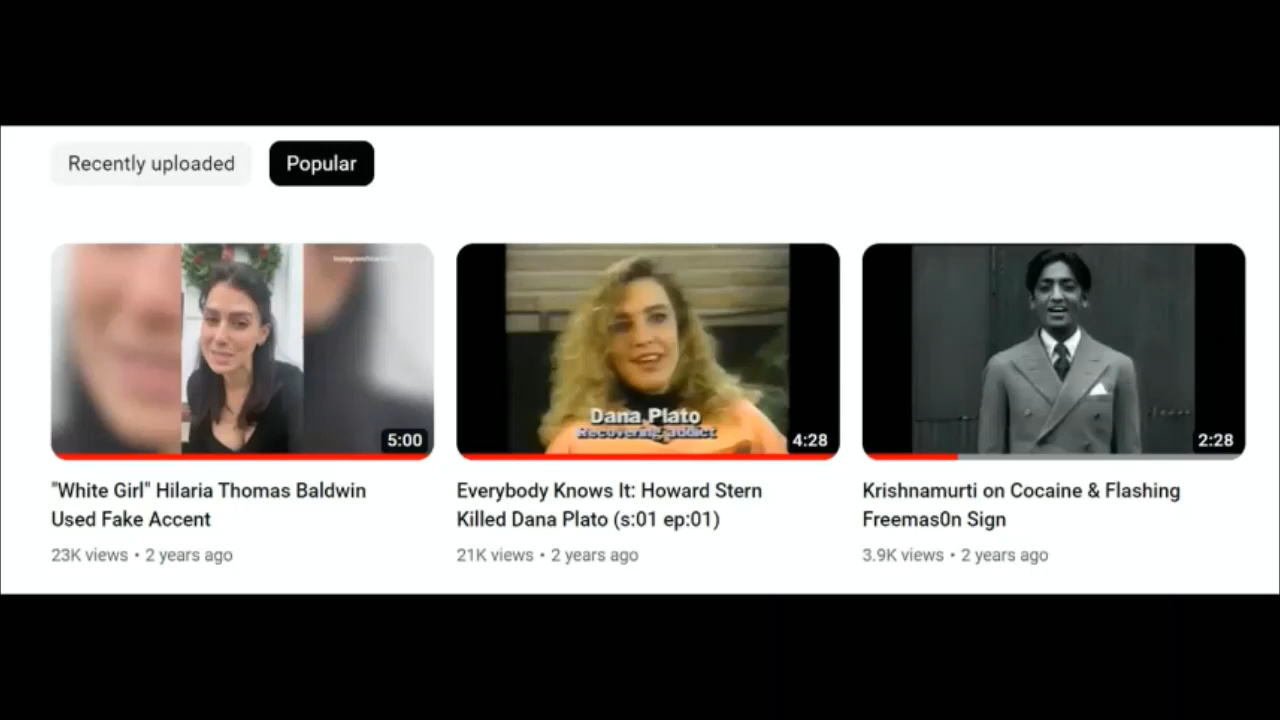 Recently uploaded
Popular
5:00
Dana Plato
Recovering addict
4:28
2:28
"White Girl" Hilaria Thomas Baldwin
Used Fake Accent
23K views • 2 years ago
Everybody Knows It: Howard Stern
Killed Dana Plato (s:01 ep:01)
21K views • 2 years ago
Krishnamurti on Cocaine & Flashing
Freemas0n Sign
3.9K views • 2 years ago